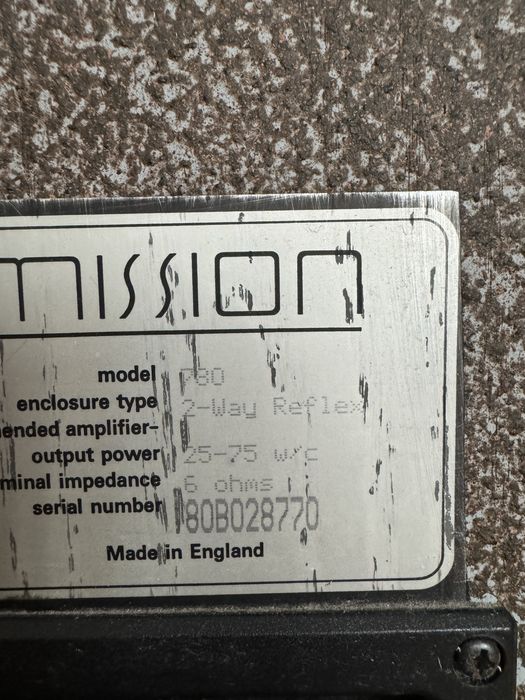 mission
model 780
enclosure type 2-Way Reflex
ended amplifier-
output power 25-75 w/c
minal impedance 6 ohms
serial number 80B028770
Made in England